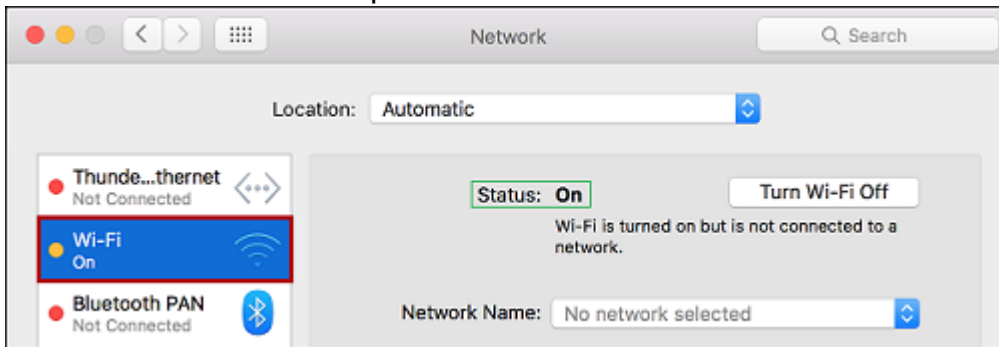 Network
Search
Location: Automatic
Thunde...thernet
Not Connected
Wi-Fi
On
Bluetooth PAN
Not Connected
Status: On
Turn Wi-Fi Off
Wi-Fi is turned on but is not connected to a
network.
Network Name: No network selected